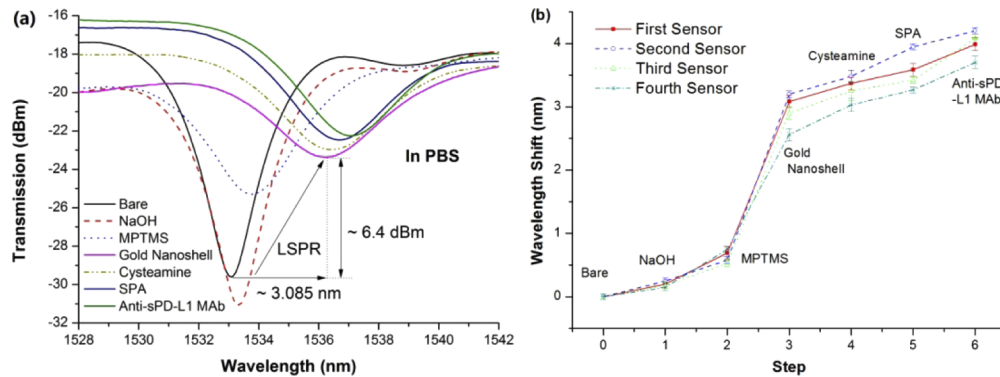 (a)
-16
-18
-20
-22
-24
-26
-28
-30
-32
Transmission (dBm)
Bare
NaOH
MPTMS
Gold Nanoshell
Cysteamine
SPA
Anti-sPD-L1 MAb
In PBS
LSPR
~ 6.4 dBm
~ 3.085 nm
1528 1530 1532 1534 1536 1538 1540 1542
Wavelength (nm)
(b)
4
3
2
1
0
Wavelength Shift (nm)
First Sensor
Second Sensor
Third Sensor
Fourth Sensor
Bare
NaOH
MPTMS
Gold
Nanoshell
Cysteamine
SPA
Anti-sPD
-L1 MAb
0 1 2 3 4 5 6
Step